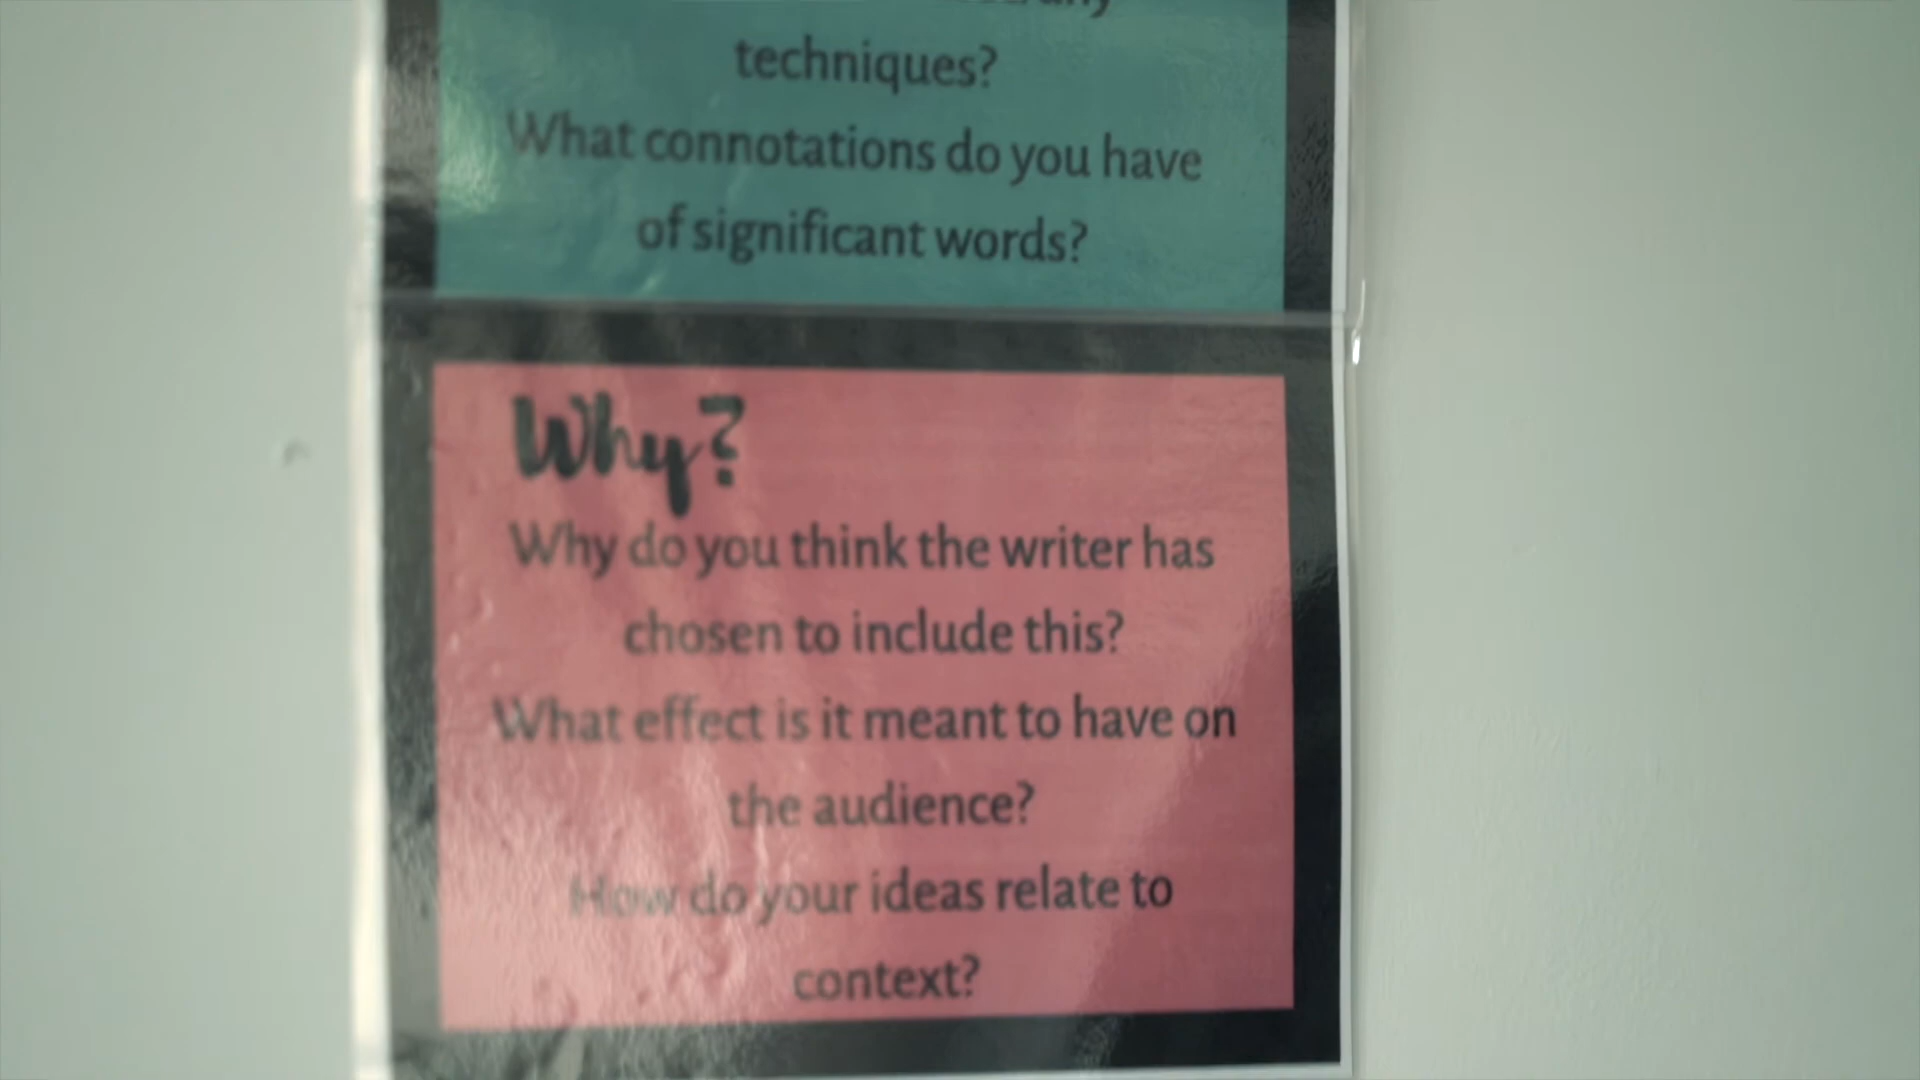 any
techniques?
What connotations do you have
of significant words?
Why?
Why do you think the writer has
chosen to include this?
What effect is it meant to have on
the audience?
How do your ideas relate to
context?